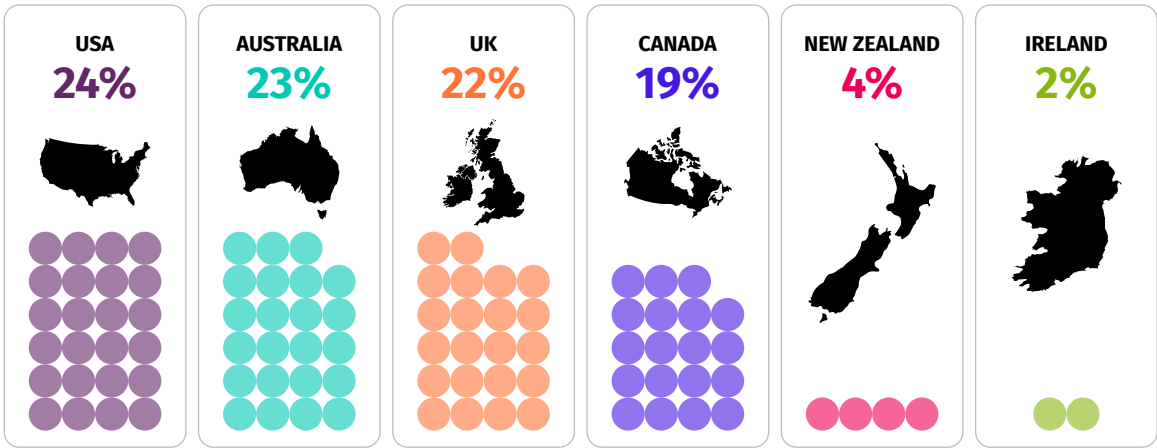 USA
24%
AUSTRALIA
23%
UK
22%
CANADA
19%
NEW ZEALAND
4%
IRELAND
2%